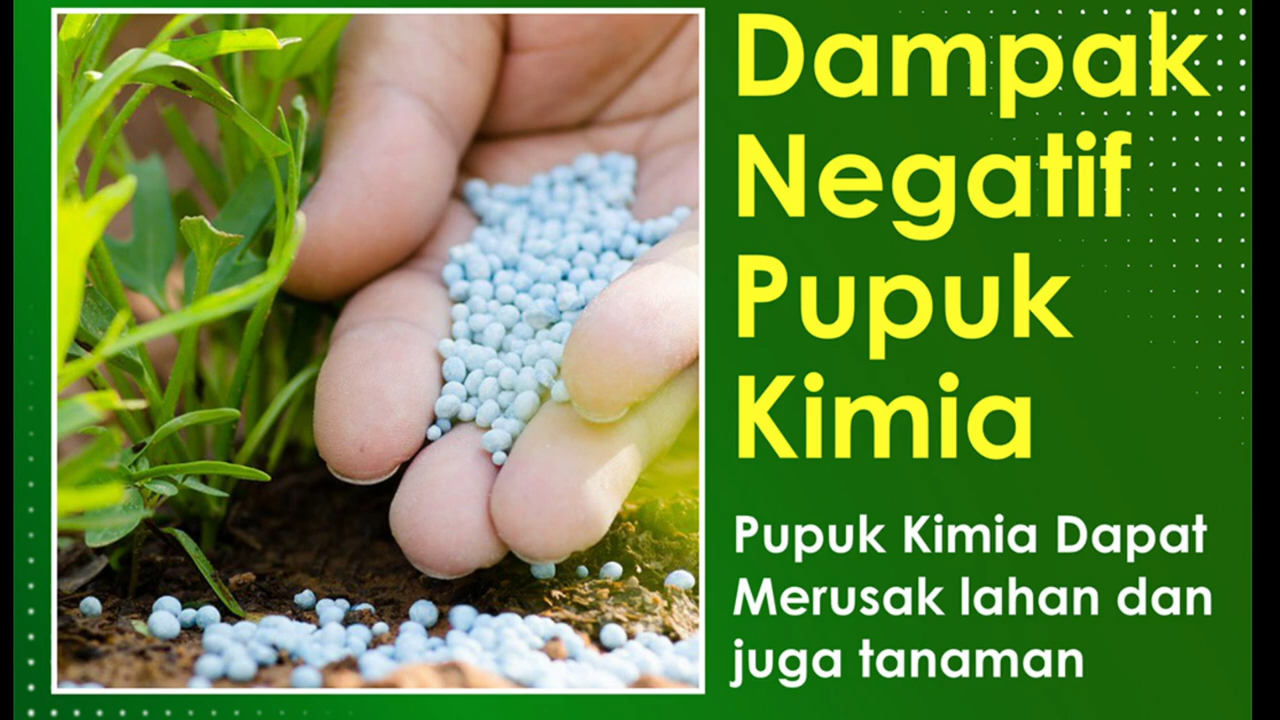 Dampak
Negatif
Pupuk
Kimia
Pupuk Kimia Dapat
Merusak lahan dan
juga tanaman